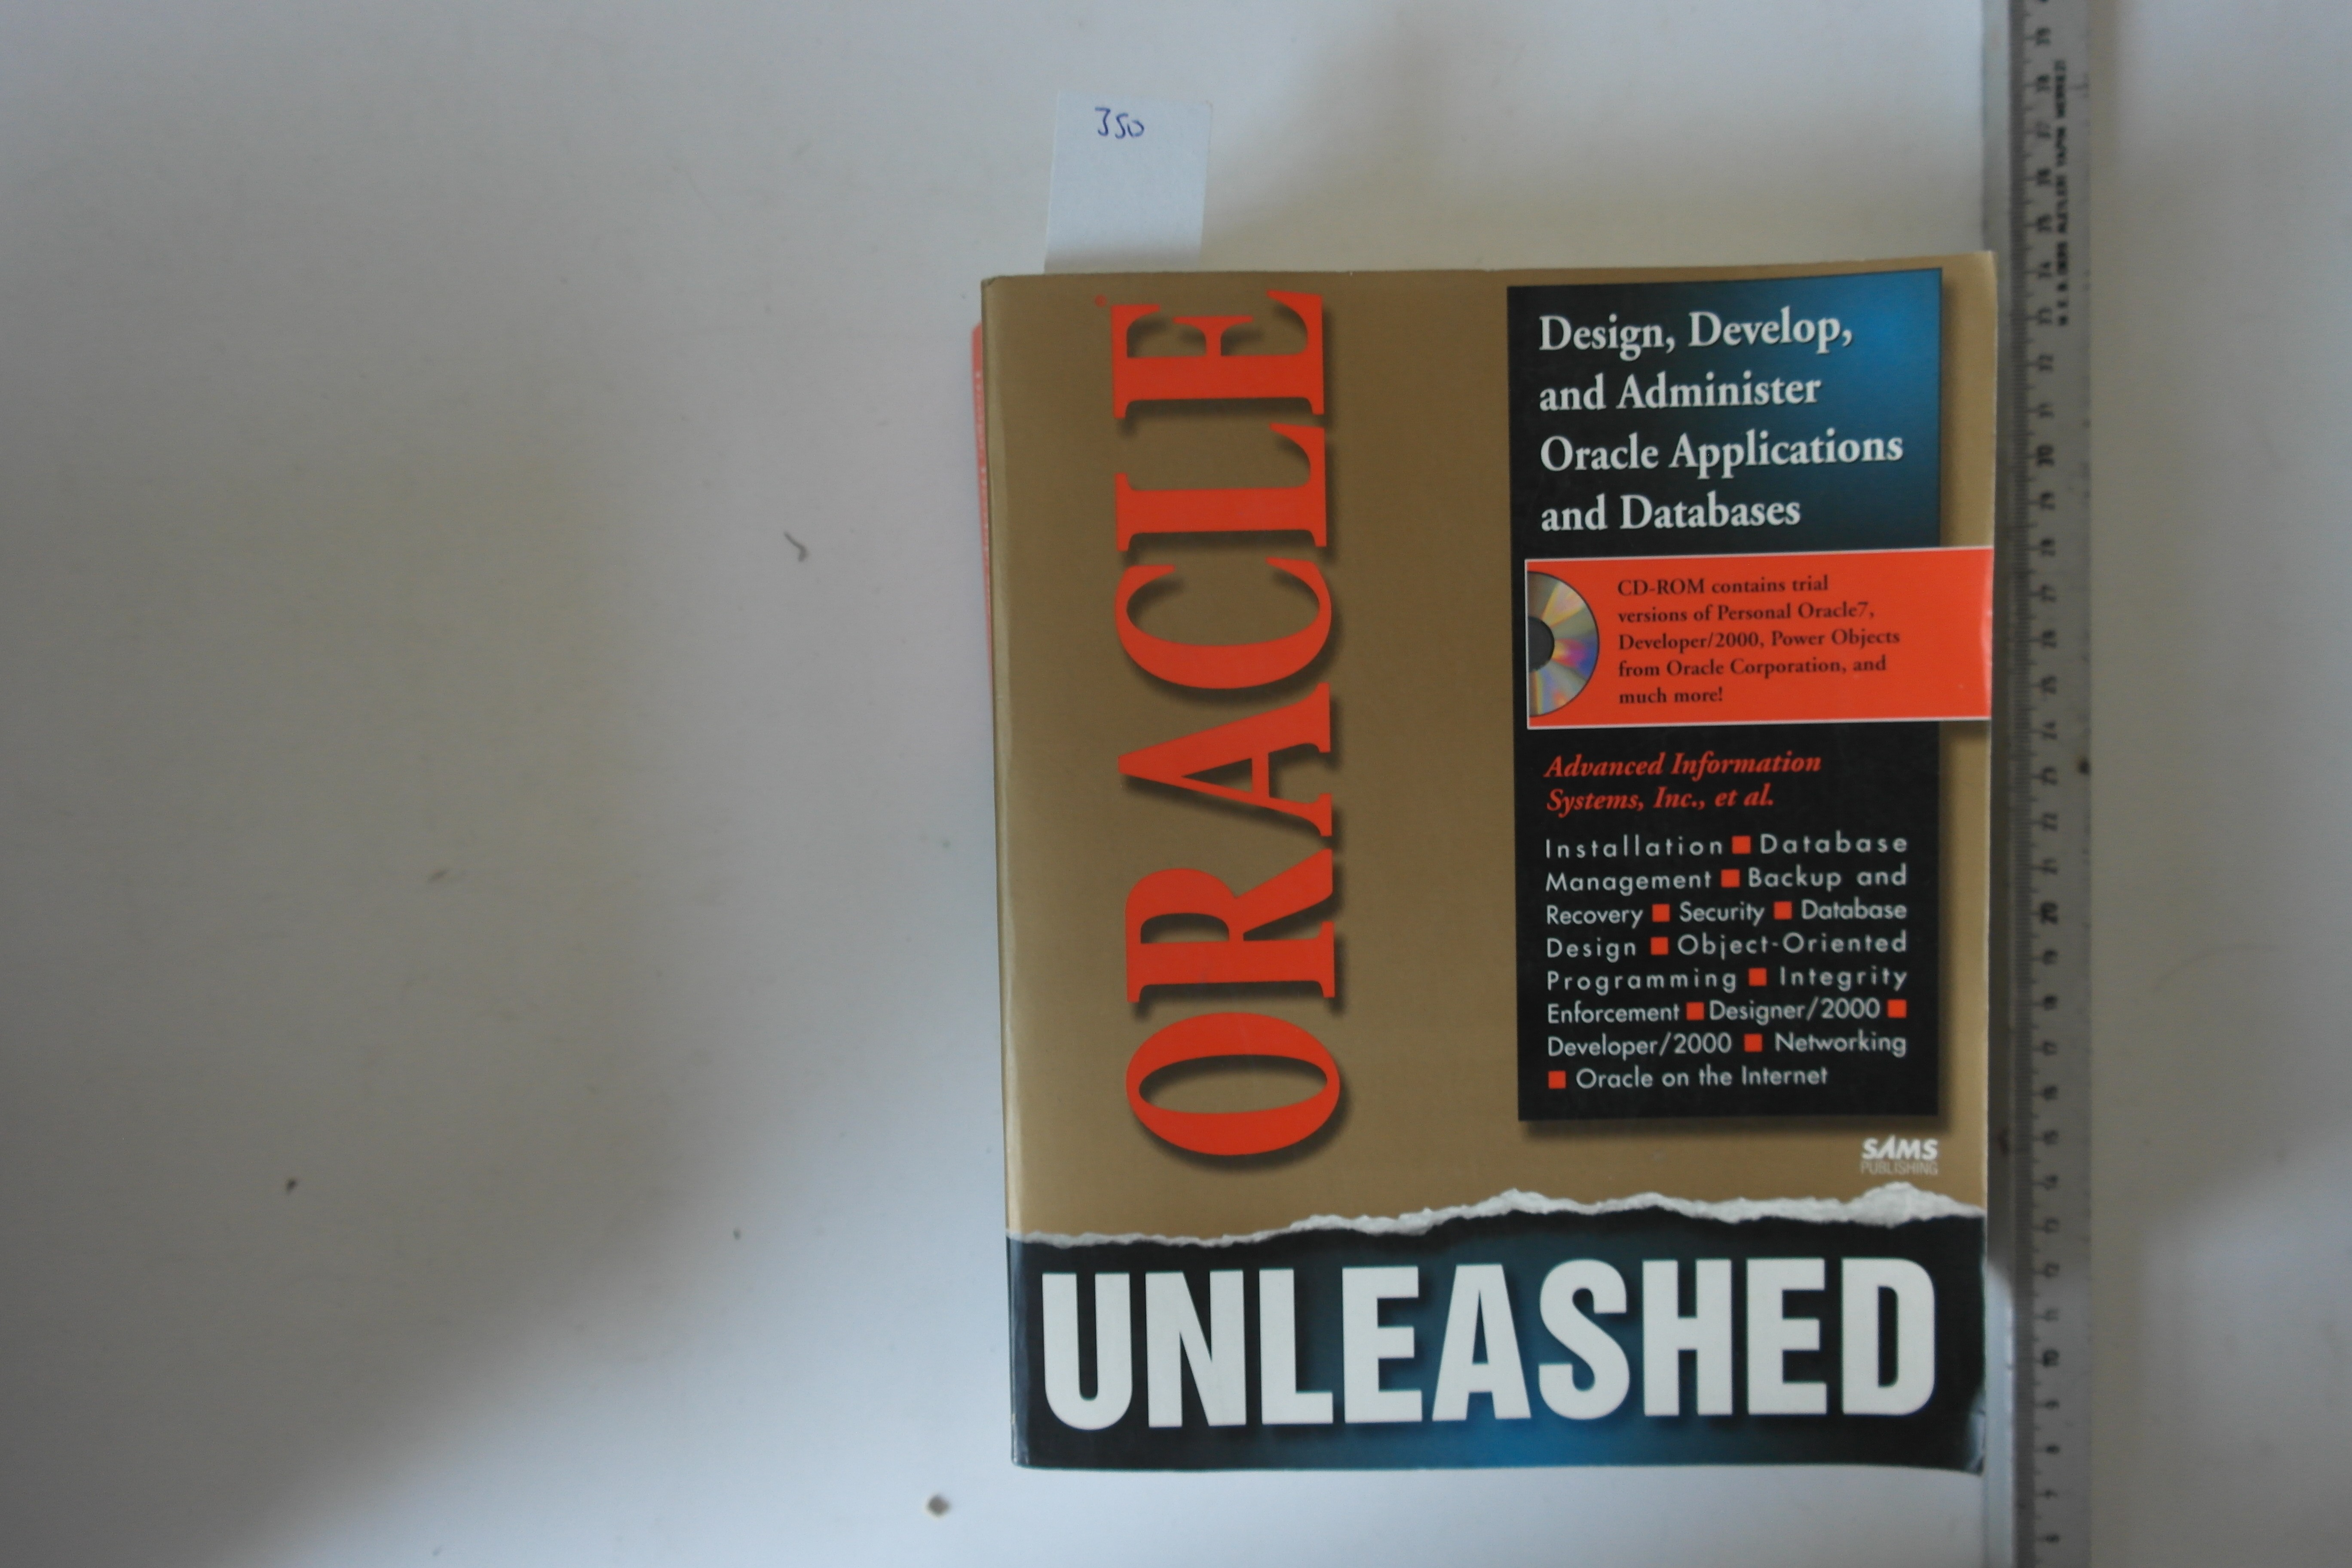 350
ORACLE
Design, Develop,
and Administer
Oracle Applications
and Databases
CD-ROM contains trial
versions of Personal Oracle7,
Developer/2000, Power Objects
from Oracle Corporation, and
much more!
Advanced Information
Systems, Inc., et al.
Installation ■ Database
Management ■ Backup and
Recovery ■ Security ■ Database
Design ■ Object-Oriented
Programming ■ Integrity
Enforcement ■ Designer/2000 ■
Developer/2000 ■ Networking
■ Oracle on the Internet
SAMS
PUBLISHING
UNLEASHED